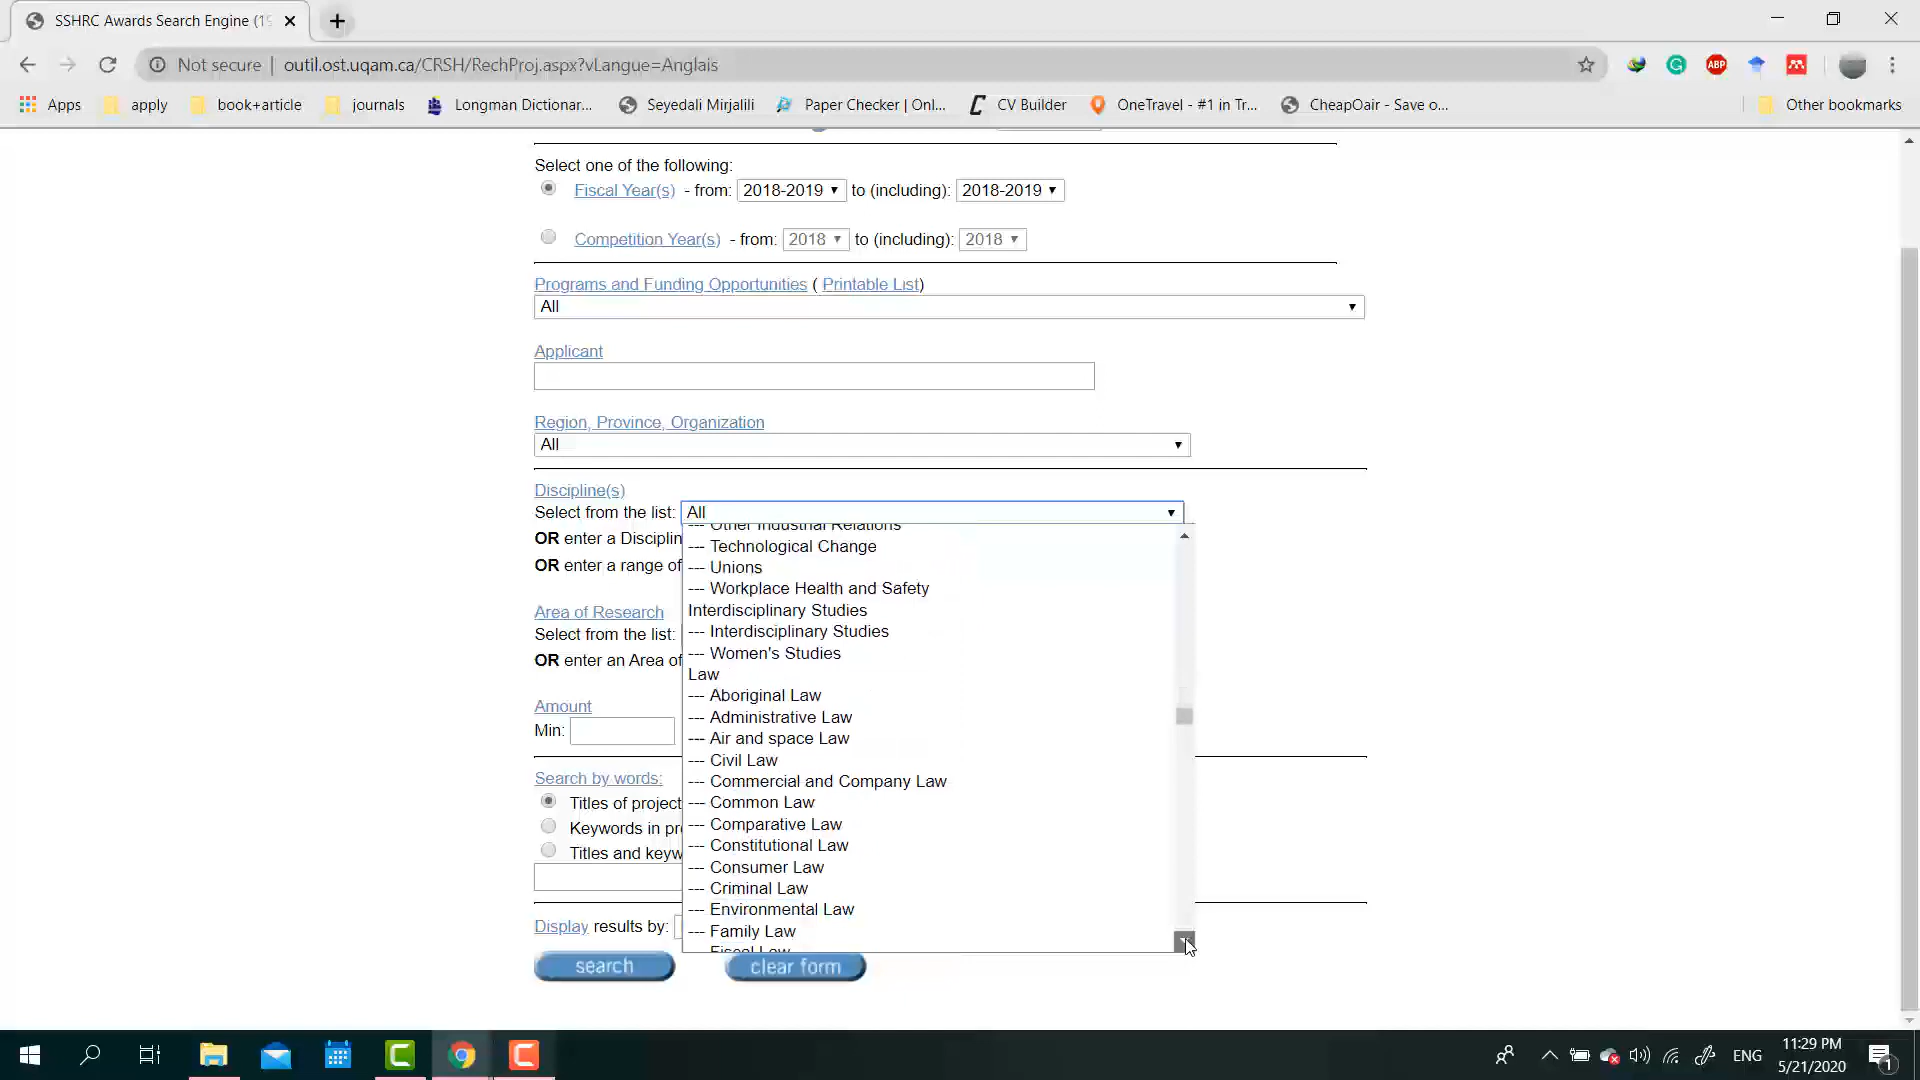 SSHRC Awards Search Engine (19
Not secure | outil.ost.uqam.ca/CRSH/RechProj.aspx?vLangue=Anglais
ABP
Apps apply book+article journals Longman Dictionar... Seyedali Mirjalili Paper Checker | Onl... CV Builder OneTravel - #1 in Tr... CheapOair - Save o... Other bookmarks
Select one of the following:
Fiscal Year(s) - from: 2018-2019 to (including): 2018-2019
Competition Year(s) - from: 2018 to (including): 2018
Programs and Funding Opportunities ( Printable List)
All
Applicant
Region, Province, Organization
All
Discipline(s)
Select from the list: All
OR enter a Disciplin
OR enter a range of
--- Other Industrial Relations
--- Technological Change
--- Unions
--- Workplace Health and Safety
Interdisciplinary Studies
--- Interdisciplinary Studies
--- Women's Studies
Law
--- Aboriginal Law
--- Administrative Law
--- Air and space Law
--- Civil Law
--- Commercial and Company Law
--- Common Law
--- Comparative Law
--- Constitutional Law
--- Consumer Law
--- Criminal Law
--- Environmental Law
--- Family Law
Fiscal Law
Area of Research
Select from the list:
OR enter an Area of
Amount
Min:
Search by words:
Titles of project
Keywords in pr
Titles and keyw
Display results by:
search clear form
ENG
11:29 PM
5/21/2020
1